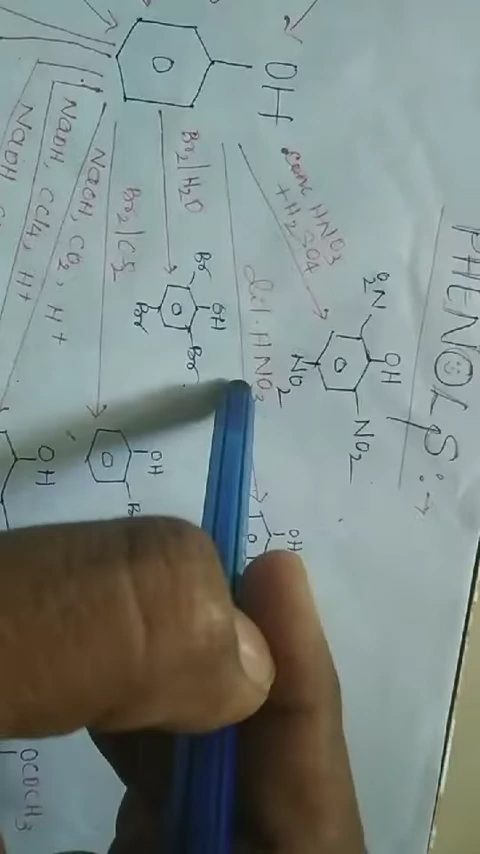 PHENOLS :→
OH
conc HNO3
+ H2SO4
O2N
OH
NO2
NO2
dil. HNO3
OH
Br2/H2O
Br
OH
Br
Br
Br2/CS2
OH
NaOH, CO2, H+
OH
NaOH, CCl4, H+
NaOH
OCOCH3